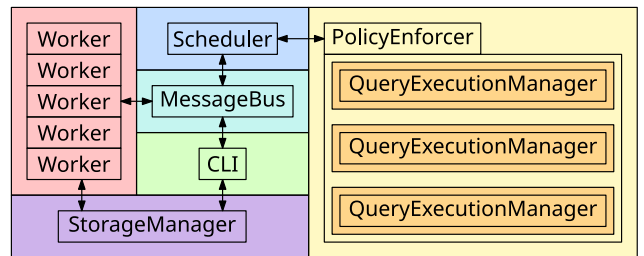 Worker
Worker
Worker
Worker
Worker
Scheduler
MessageBus
CLI
StorageManager
PolicyEnforcer
QueryExecutionManager
QueryExecutionManager
QueryExecutionManager